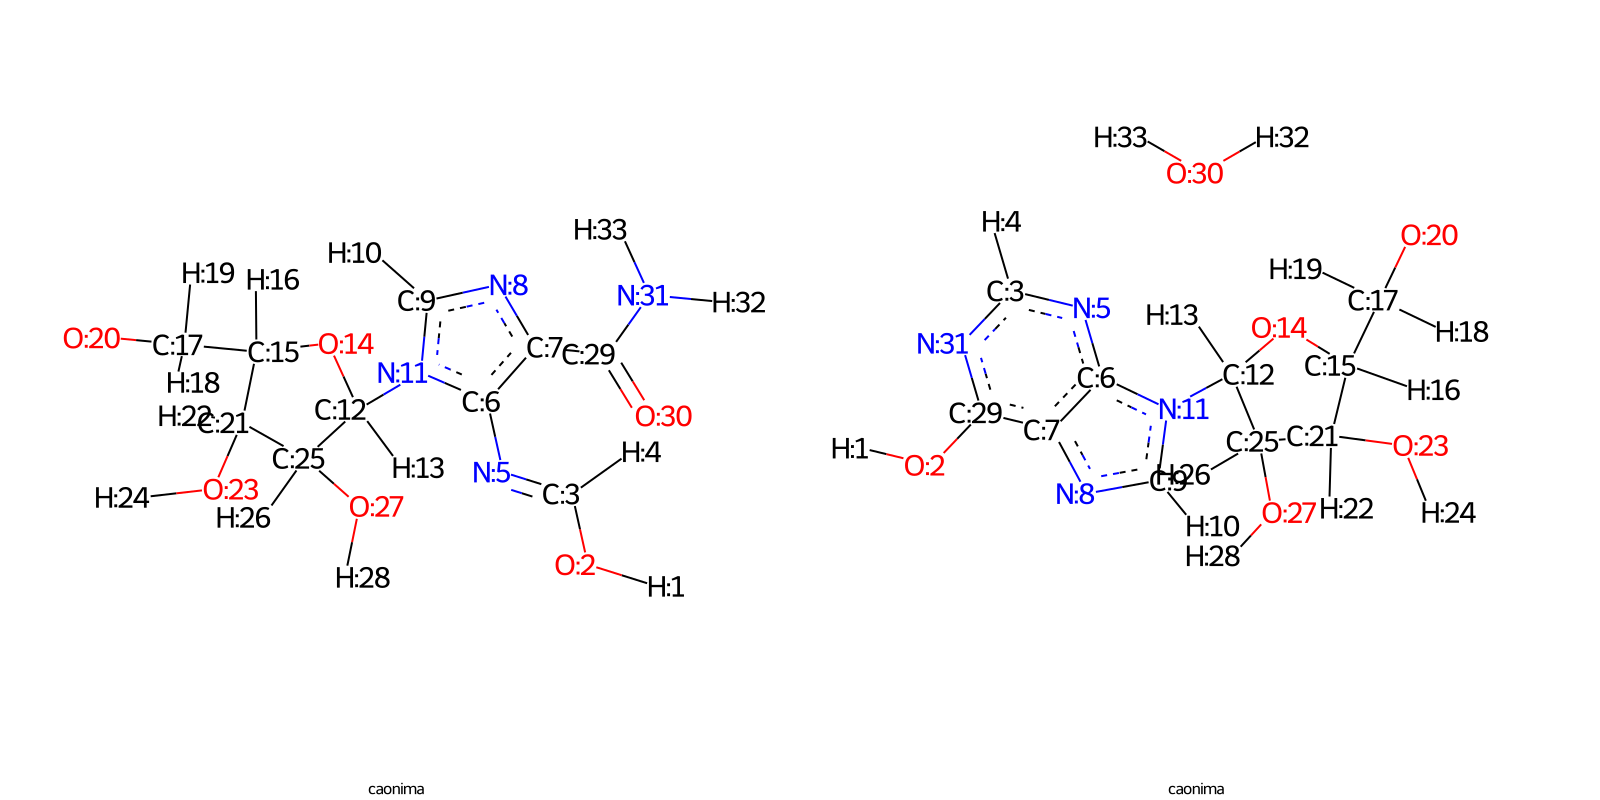 H:33 H:32
O:30
H:4
O:20
H:33
H:10
H:19 H:16
N:8
C:9
N:31 H:32
O:20 C:17 C:15 O:14
C:7 C:29
H:18
N:11
C:6
H:22 C:21
C:12
O:30
C:25
H:13
H:4
N:5 C:3
H:24 O:23
H:26
O:27
O:2
H:28
H:1
H:19 C:17
C:3 N:5
H:13
O:14
H:18
N:31
C:15
C:6 C:12
H:16
C:29 C:7
N:11
C:25 C:21 O:23
H:1 O:2
N:8 C:9 H:26
O:27 H:22 H:24
H:10
H:28
caonima
caonima